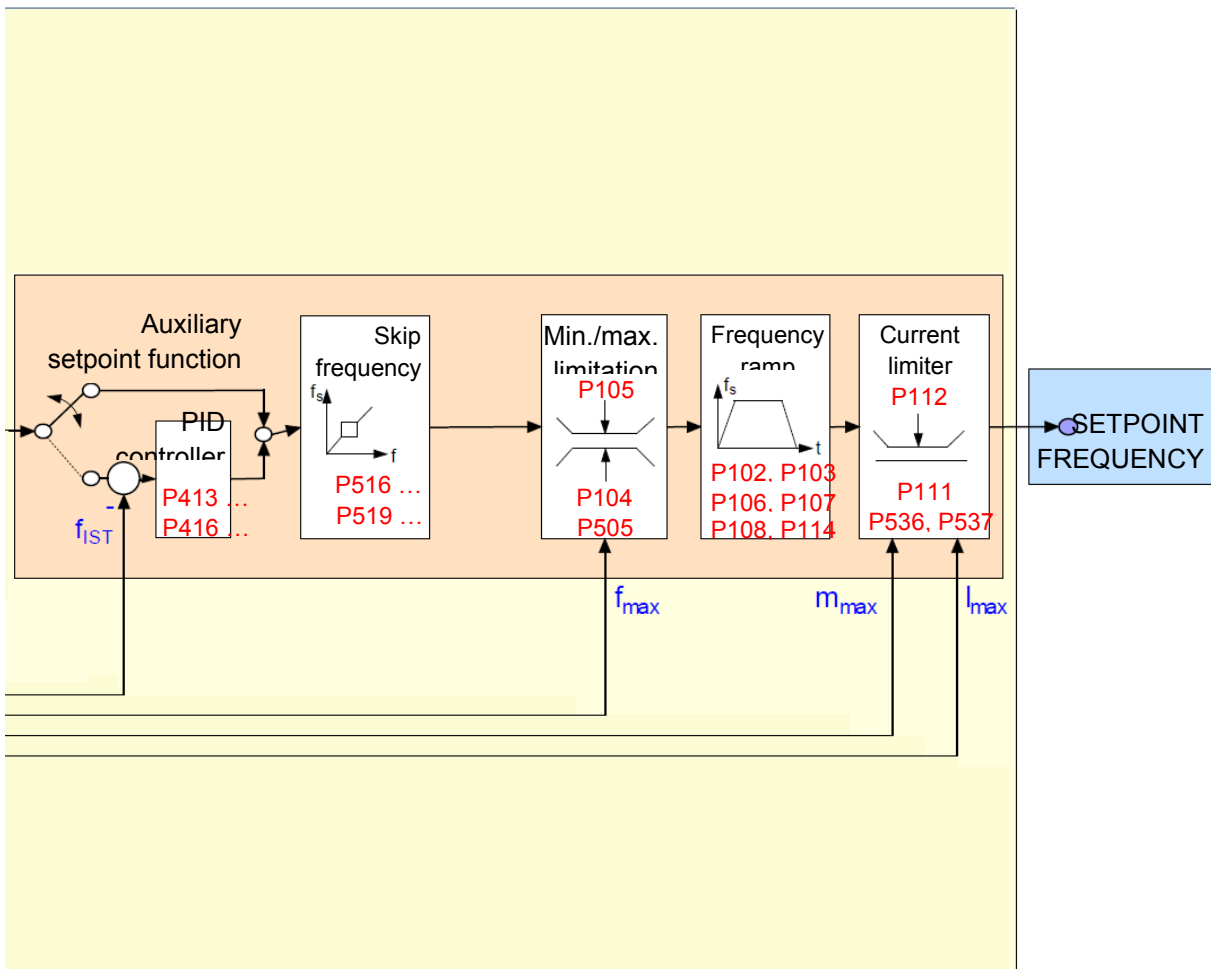 Auxiliary
setpoint function
PID
controller
P413 ...
P416 ...
-
fIST
Skip
frequency
fs
f
P516 ...
P519 ...
Min./max.
limitation
P105
P104
P505
fmax
Frequency
ramp
fs
t
P102, P103
P106, P107
P108, P114
Current
limiter
P112
P111
P536, P537
mmax
Imax
SETPOINT
FREQUENCY